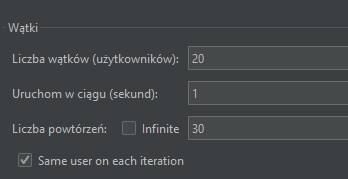 Wątki
Liczba wątków (użytkowników): 20
Uruchom w ciągu (sekund): 1
Liczba powtórzeń: Infinite 30
Same user on each iteration